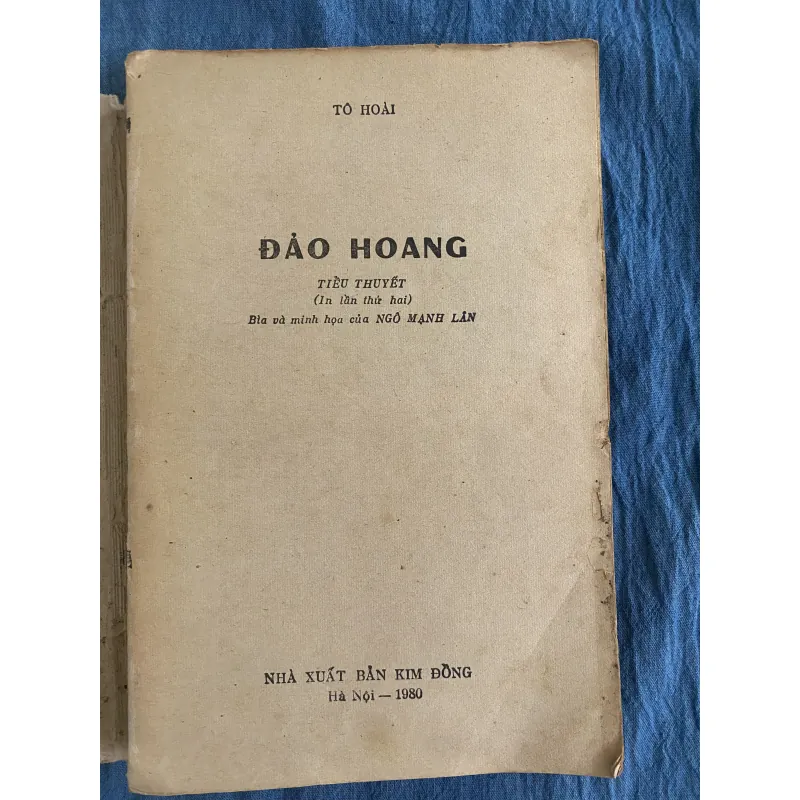 TÔ HOÀI
ĐẢO HOANG
TIỂU THUYẾT
(In lần thứ hai)
Bìa và minh họa của NGÔ MẠNH LÂN
NHÀ XUẤT BẢN KIM ĐỒNG
Hà Nội — 1980